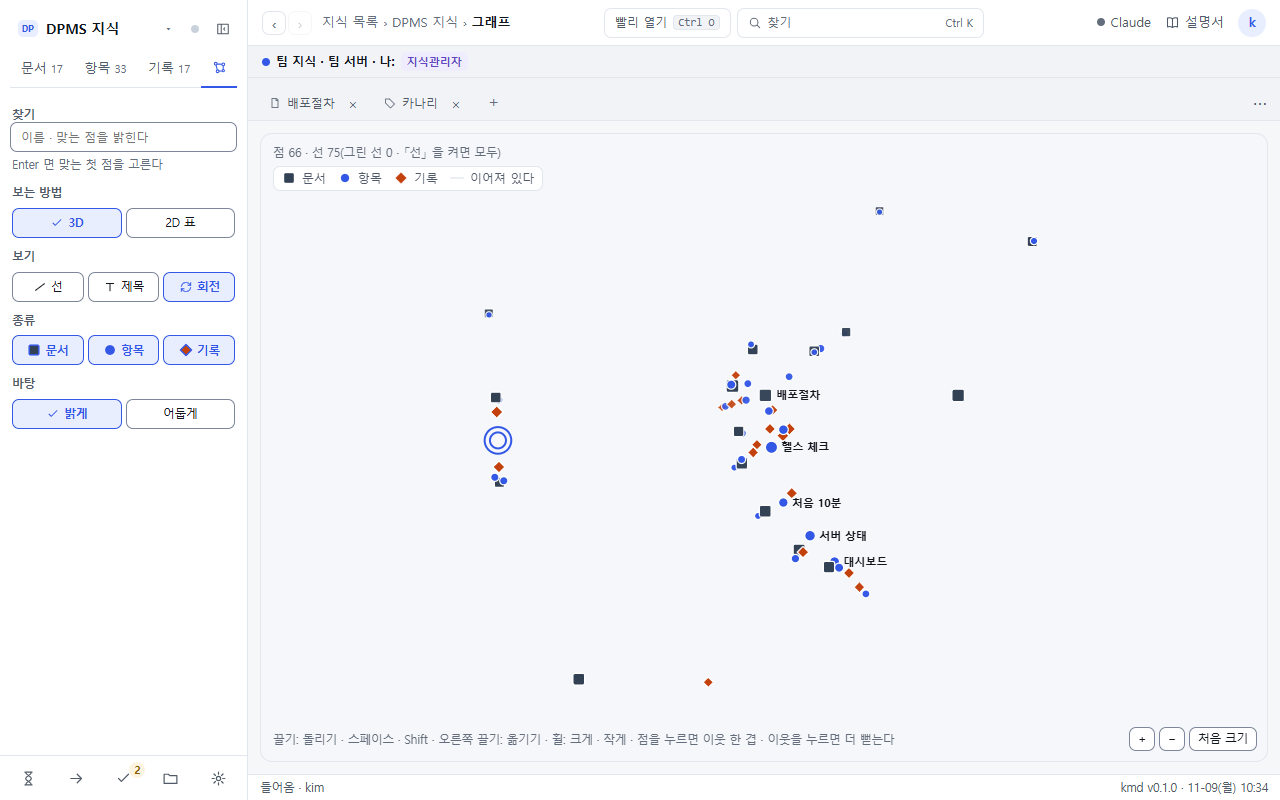 DP DPMS 지식
문서 17 항목 33 기록 17
찾기
이름 · 맞는 점을 밝힌다
Enter 면 맞는 첫 점을 고른다
보는 방법
3D 2D 표
보기
선 제목 회전
종류
문서 항목 기록
바탕
밝게 어둡게
2
지식 목록 › DPMS 지식 › 그래프
빨리 열기 Ctrl O
찾기 Ctrl K
Claude 설명서 k
팀 지식 · 팀 서버 · 나: 지식관리자
배포절차 × 카나리 × +
점 66 · 선 75(그린 선 0 · 「선」 을 켜면 모두)
문서 항목 기록 이어져 있다
배포절차
헬스 체크
처음 10분
서버 상태
대시보드
끌기: 돌리기 · 스페이스 · Shift · 오른쪽 끌기: 옮기기 · 휠: 크게 · 작게 · 점을 누르면 이웃 한 겹 · 이웃을 누르면 더 뻗는다
+ − 처음 크기
들어옴 · kim
kmd v0.1.0 · 11-09(월) 10:34